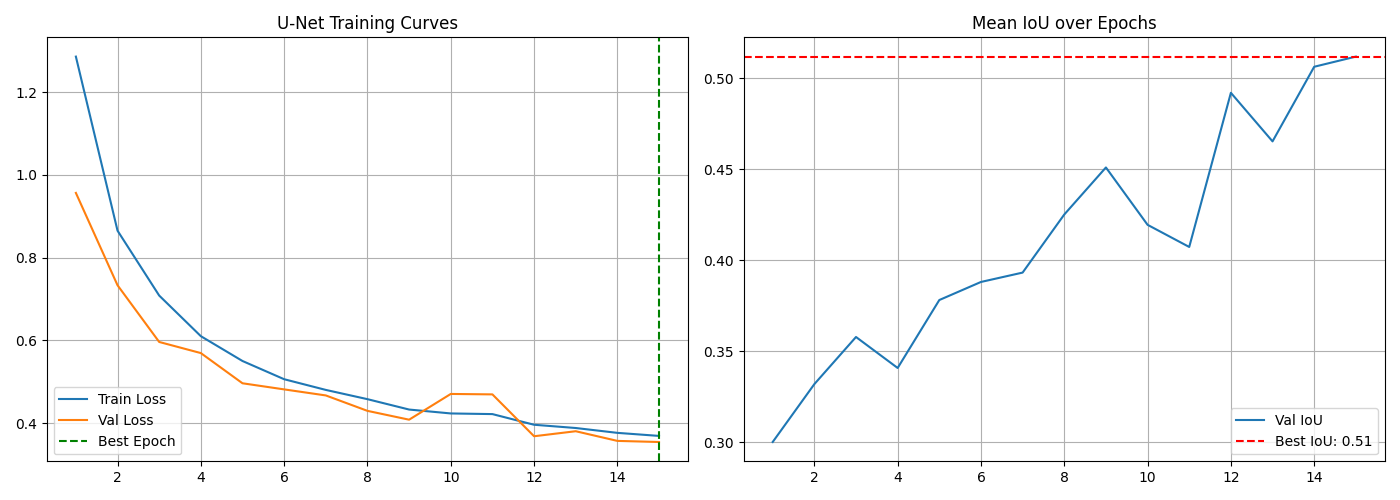 U-Net Training Curves
1.2
1.0
0.8
0.6
0.4
Train Loss
Val Loss
Best Epoch
2 4 6 8 10 12 14
Mean IoU over Epochs
0.50
0.45
0.40
0.35
0.30
Val IoU
Best IoU: 0.51
2 4 6 8 10 12 14